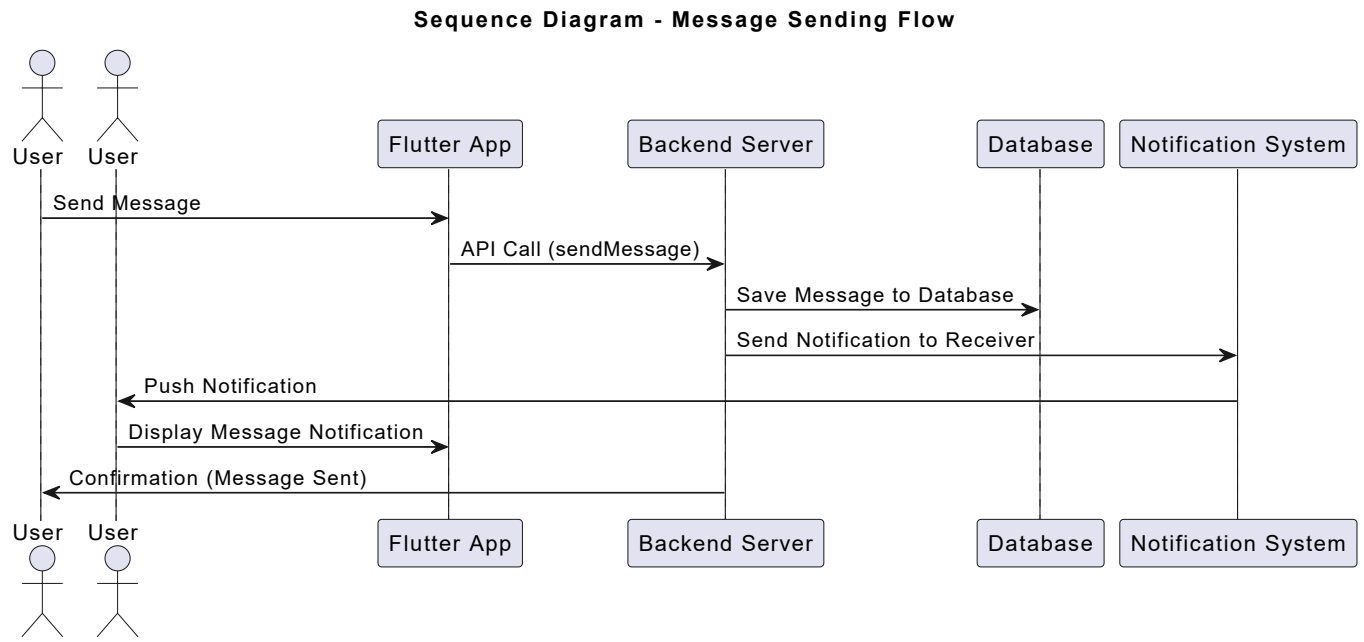 Sequence Diagram - Message Sending Flow
User
User
Flutter App
Backend Server
Database
Notification System
Send Message
API Call (sendMessage)
Save Message to Database
Send Notification to Receiver
Push Notification
Display Message Notification
Confirmation (Message Sent)
User
User
Flutter App
Backend Server
Database
Notification System